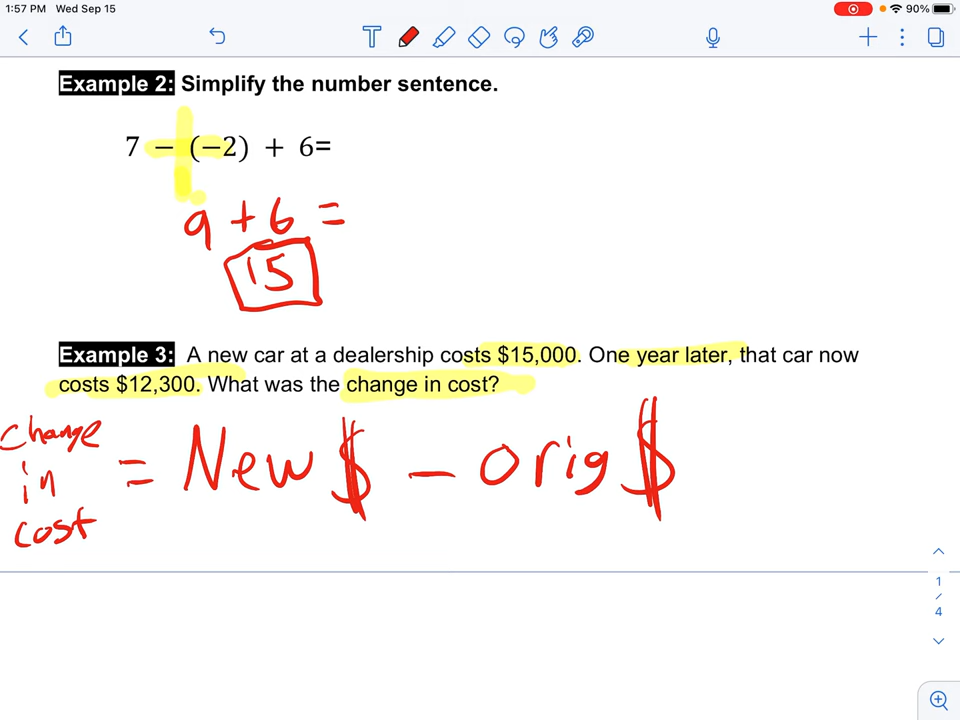 1:57 PM Wed Sep 15
90%
T
Example 2: Simplify the number sentence.
7 − (−2) + 6=
9 + 6 =
15
Example 3: A new car at a dealership costs $15,000. One year later, that car now
costs $12,300. What was the change in cost?
change
in
cost
= New $ - orig $
1
/
4